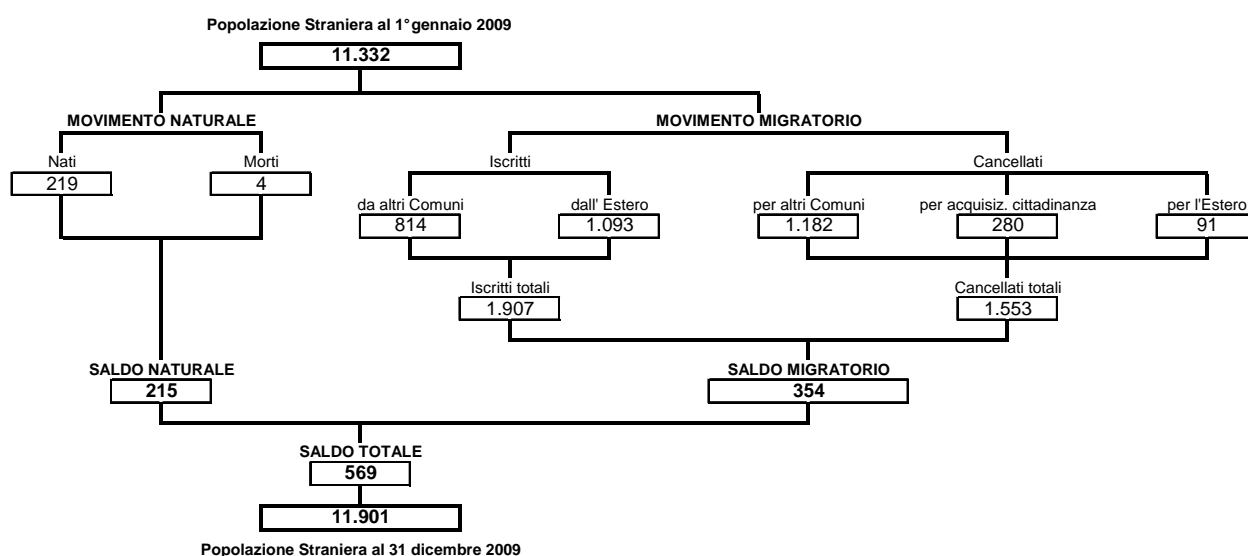 Popolazione Straniera al 1° gennaio 2009
11.332
MOVIMENTO NATURALE
MOVIMENTO MIGRATORIO
Nati
Morti
Iscritti
Cancellati
219
4
da altri Comuni
dall' Estero
per altri Comuni
per acquisiz. cittadinanza
per l'Estero
814
1.093
1.182
280
91
Iscritti totali
Cancellati totali
1.907
1.553
SALDO NATURALE
SALDO MIGRATORIO
215
354
SALDO TOTALE
569
11.901
Popolazione Straniera al 31 dicembre 2009